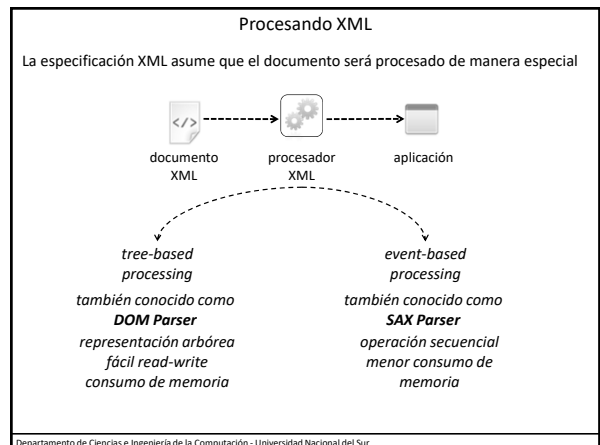 Procesando XML
La especificación XML asume que el documento será procesado de manera especial
</>
documento
XML
procesador
XML
aplicación
tree-based
processing
también conocido como
DOM Parser
representación arbórea
fácil read-write
consumo de memoria
event-based
processing
también conocido como
SAX Parser
operación secuencial
menor consumo de
memoria
Departamento de Ciencias e Ingeniería de la Computación - Universidad Nacional del Sur